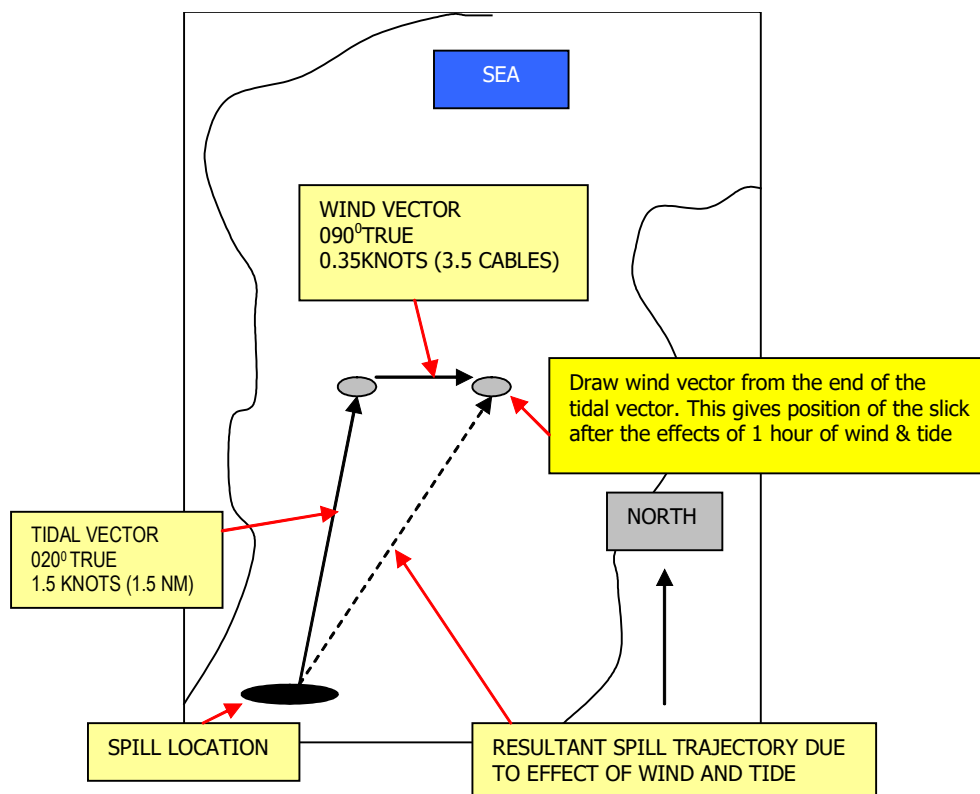 SEA
WIND VECTOR
090⁰TRUE
0.35KNOTS (3.5 CABLES)
Draw wind vector from the end of the
tidal vector. This gives position of the slick
after the effects of 1 hour of wind & tide
NORTH
TIDAL VECTOR
020⁰ TRUE
1.5 KNOTS (1.5 NM)
SPILL LOCATION
RESULTANT SPILL TRAJECTORY DUE
TO EFFECT OF WIND AND TIDE